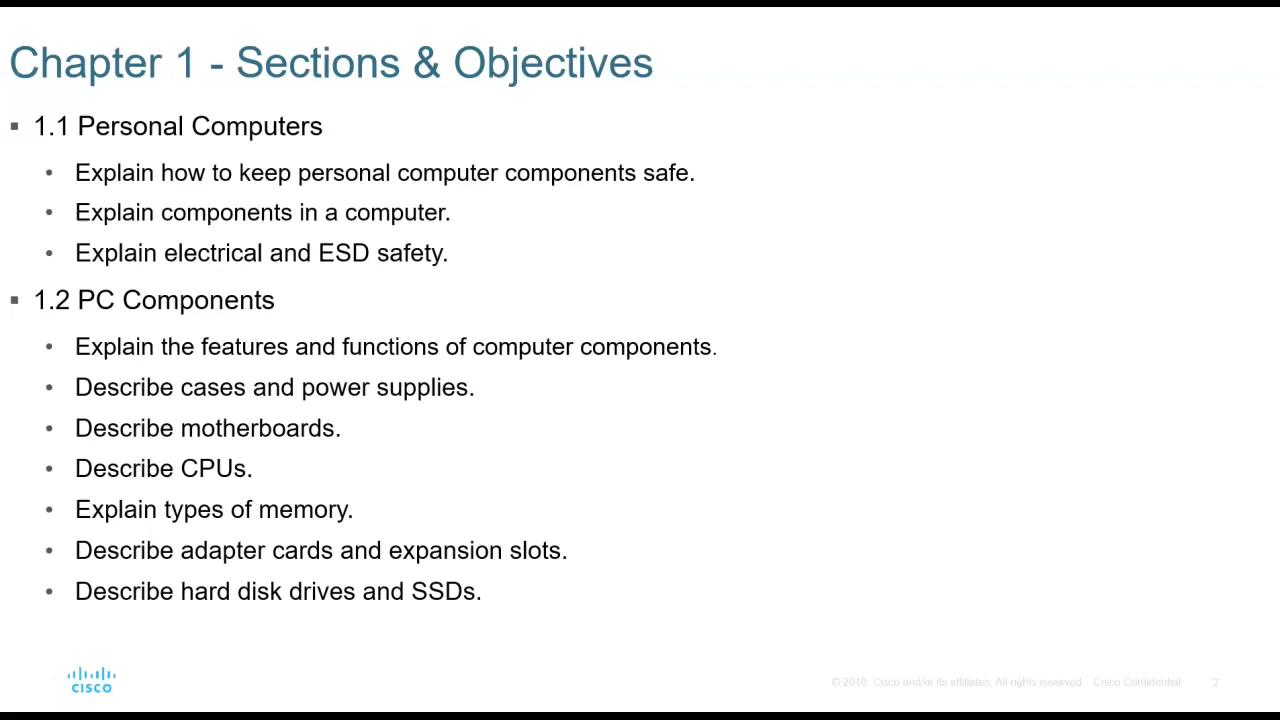 Chapter 1 - Sections & Objectives
▪ 1.1 Personal Computers
• Explain how to keep personal computer components safe.
• Explain components in a computer.
• Explain electrical and ESD safety.
▪ 1.2 PC Components
• Explain the features and functions of computer components.
• Describe cases and power supplies.
• Describe motherboards.
• Describe CPUs.
• Explain types of memory.
• Describe adapter cards and expansion slots.
• Describe hard disk drives and SSDs.
CISCO
© 2016 Cisco and/or its affiliates. All rights reserved. Cisco Confidential 2